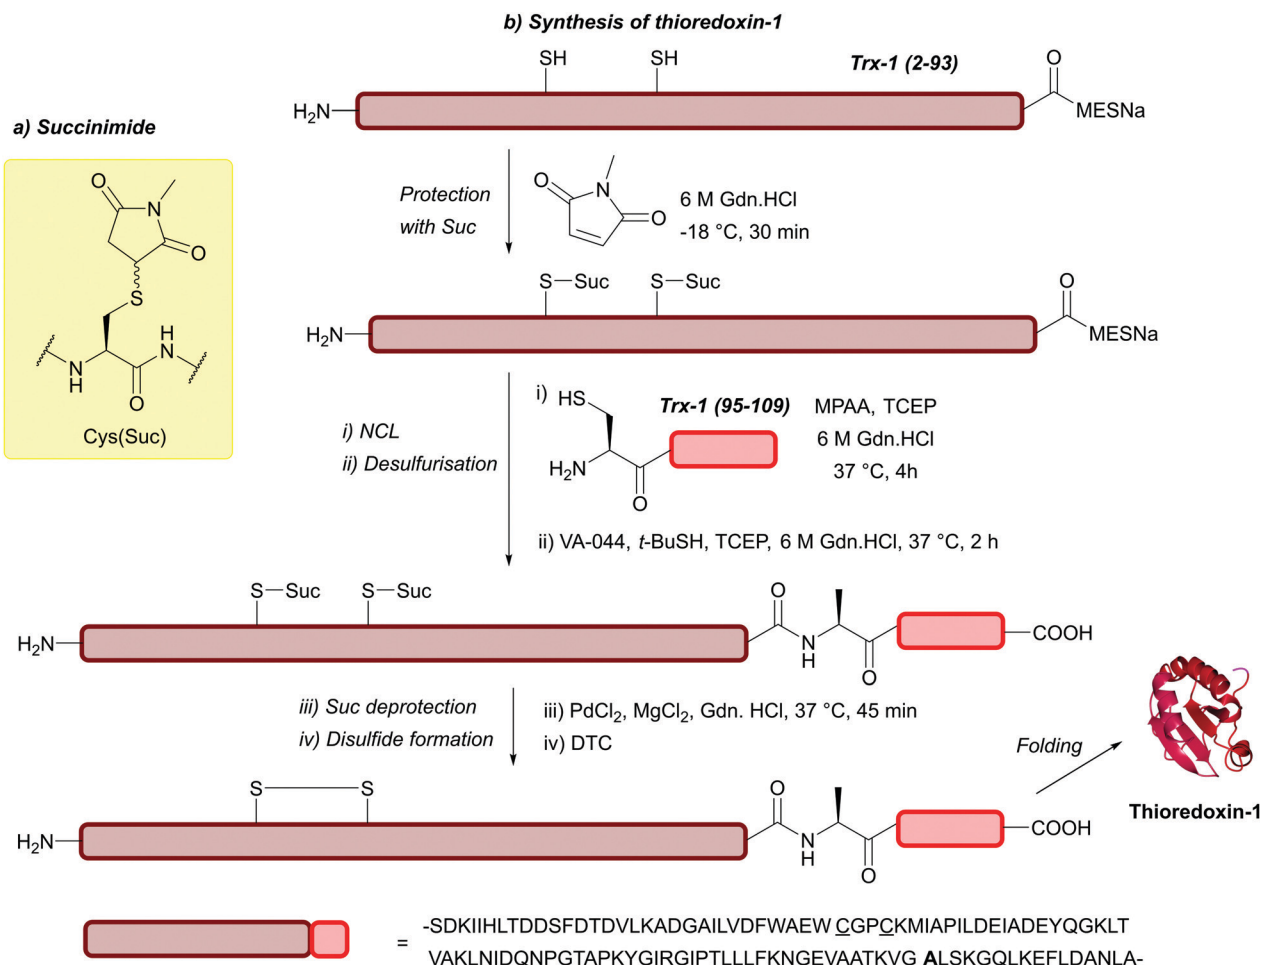 b) Synthesis of thioredoxin-1
SH
SH
Trx-1 (2-93)
O
H₂N
MESNa
a) Succinimide
O
N
O
S
H
N
N
H
O
Cys(Suc)
Protection
with Suc
O
N
O
6 M Gdn.HCl
-18 °C, 30 min
S–Suc
S–Suc
O
H₂N
MESNa
i) NCL
ii) Desulfurisation
i)
HS
H₂N
O
Trx-1 (95-109)
MPAA, TCEP
6 M Gdn.HCl
37 °C, 4h
ii) VA-044, t-BuSH, TCEP, 6 M Gdn.HCl, 37 °C, 2 h
S–Suc
S–Suc
O
H₂N
N
H
O
COOH
iii) Suc deprotection
iv) Disulfide formation
iii) PdCl₂, MgCl₂, Gdn. HCl, 37 °C, 45 min
iv) DTC
Folding
Thioredoxin-1
S
S
O
H₂N
N
H
O
COOH
=
-SDKIIHLTDDSFDTDVLKADGAILVDFWAEW CGPCKMIAPILDEIADEYQGKLT
VAKLNIDQNPGTAPKYGIRGIPTLLLFKNGEVAATKVG ALSKGQLKEFLDANLA-